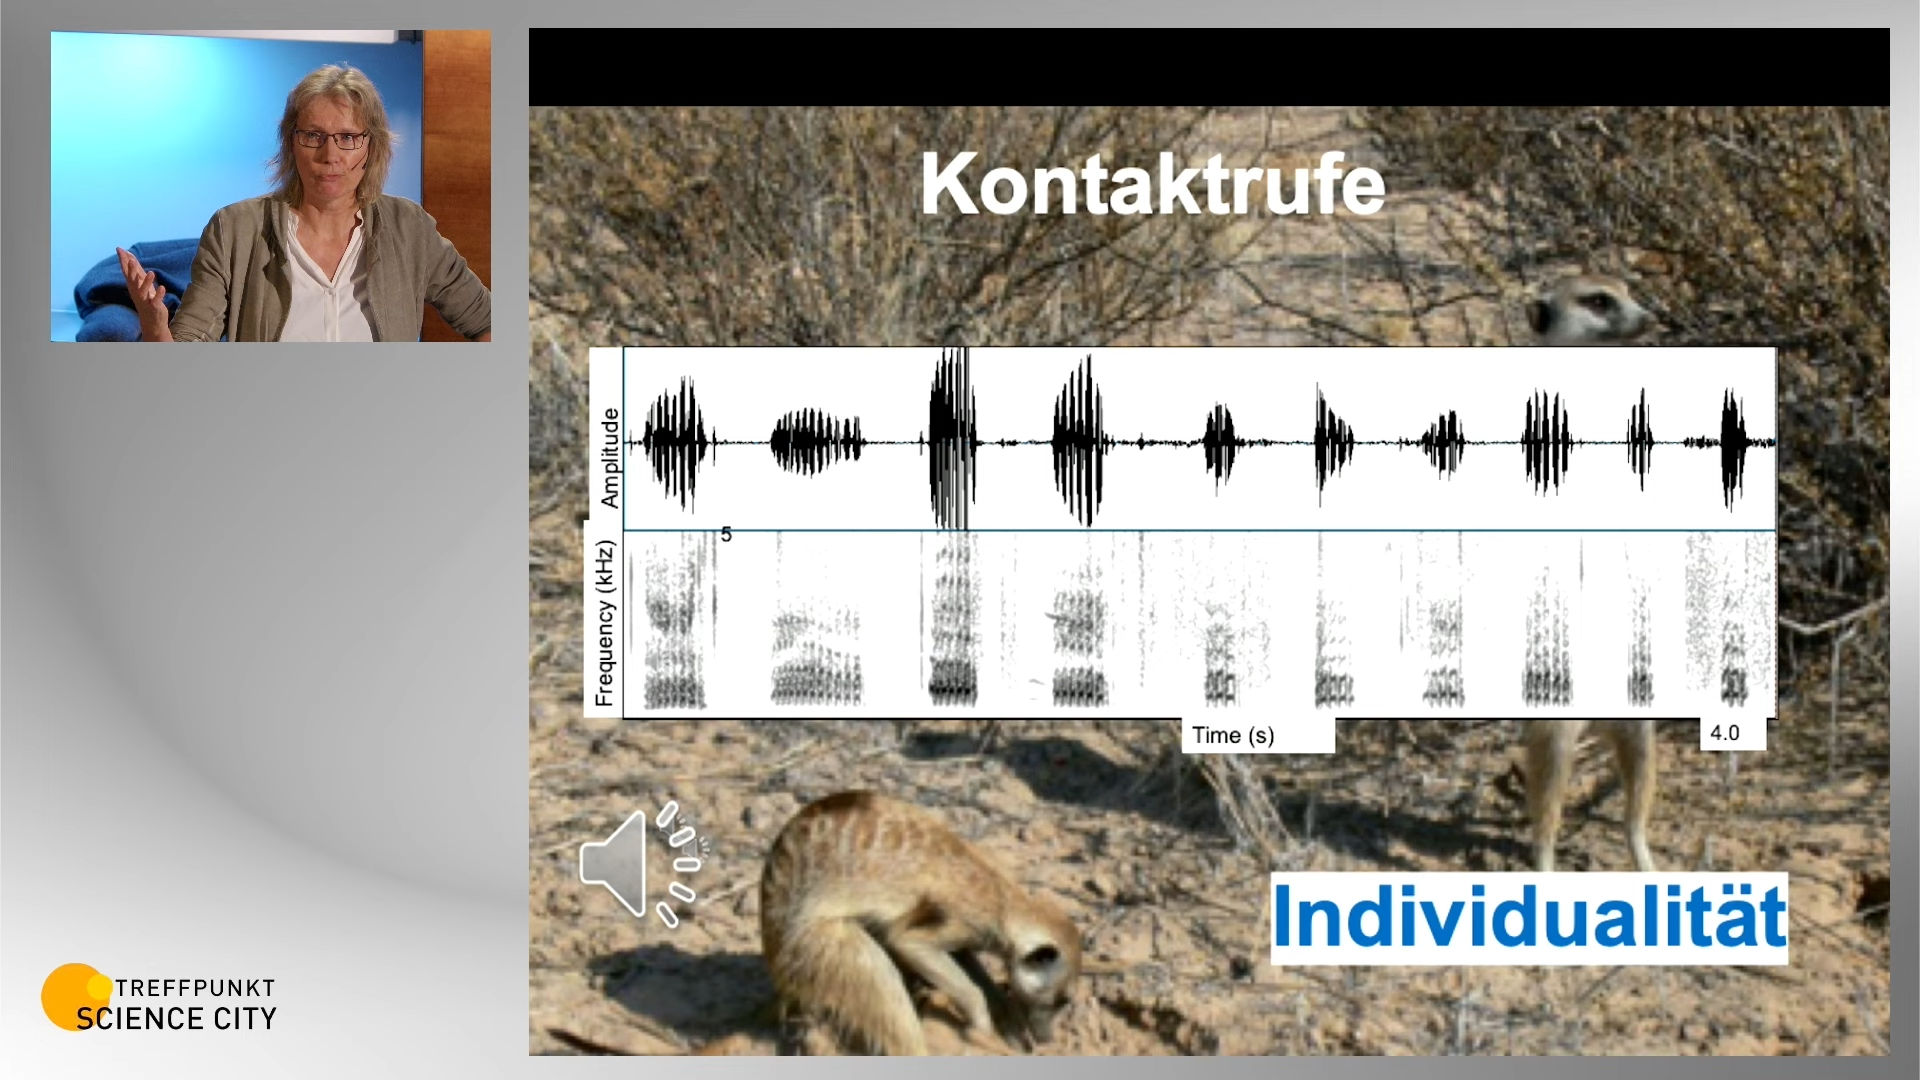 Kontaktrufe
Amplitude
5
Frequency (kHz)
Time (s)
4.0
Individualität
TREFFPUNKT
SCIENCE CITY